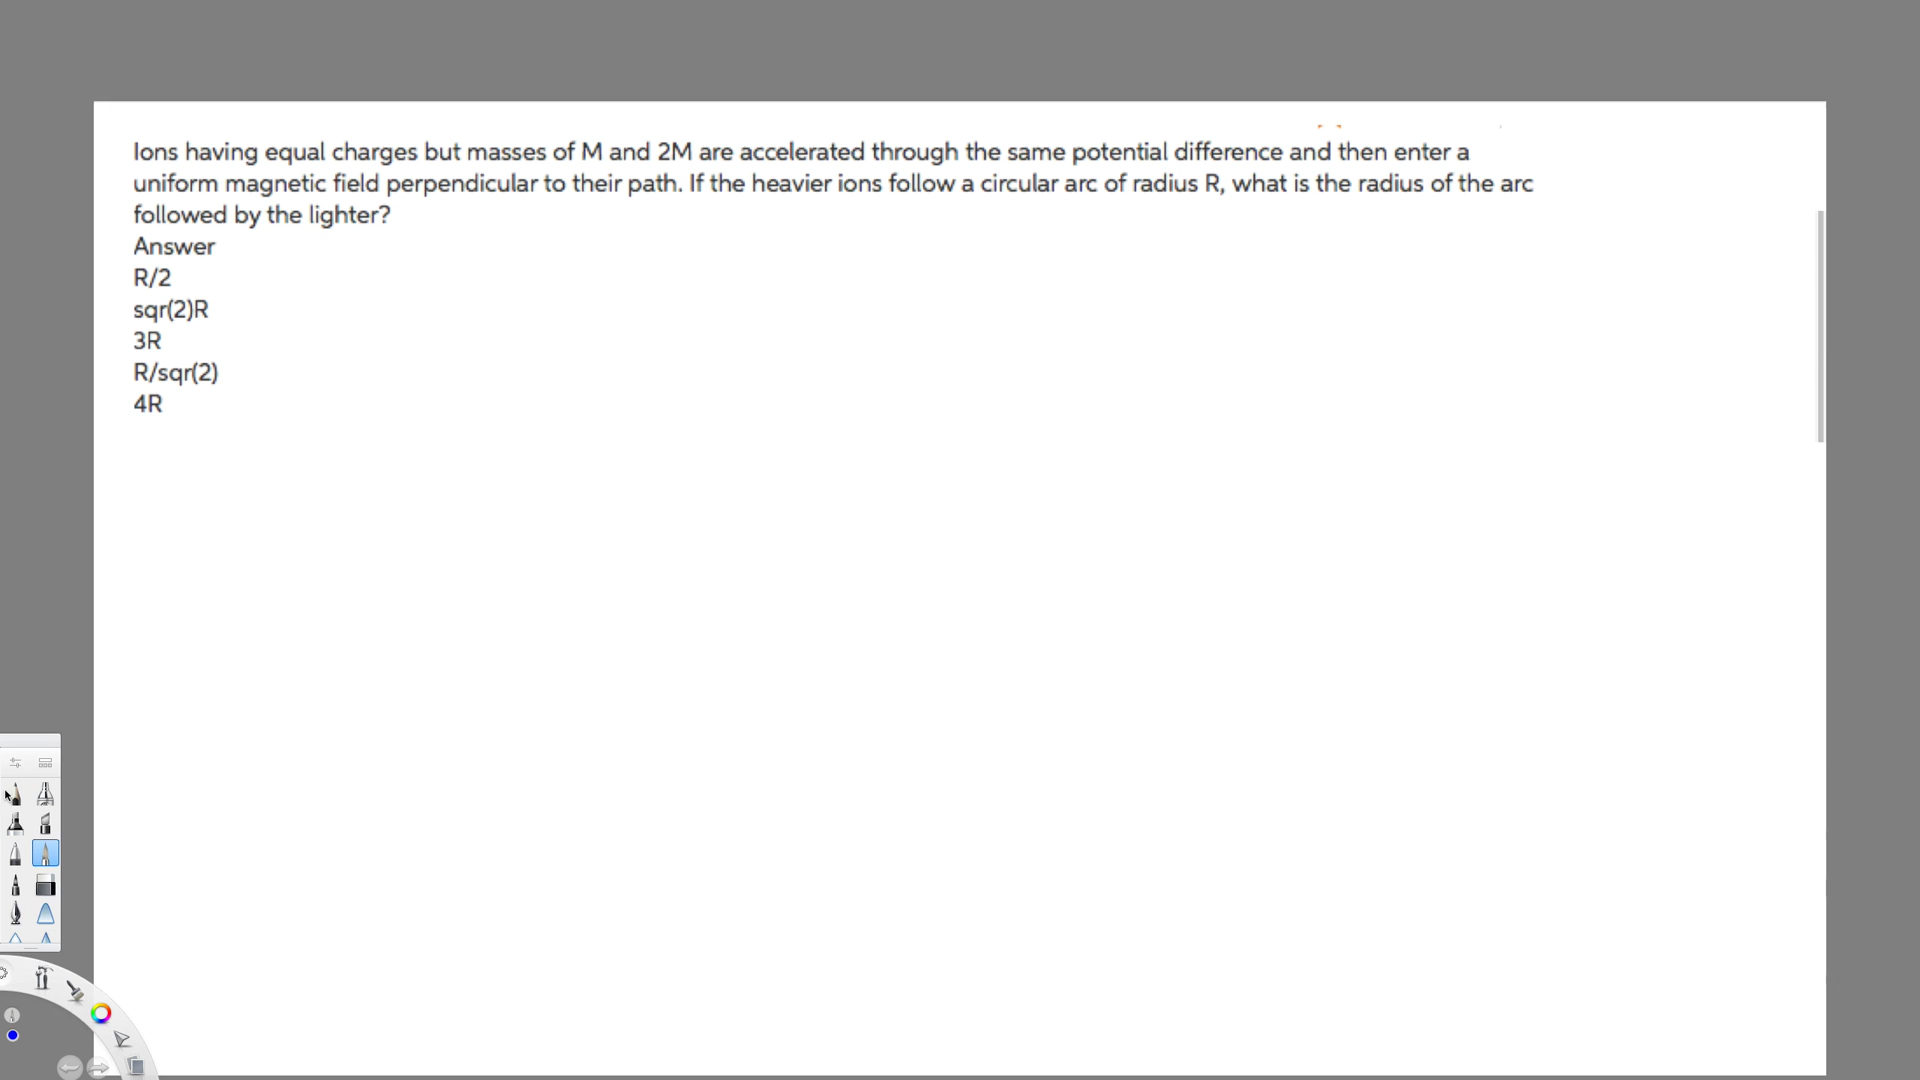 Ions having equal charges but masses of M and 2M are accelerated through the same potential difference and then enter a
uniform magnetic field perpendicular to their path. If the heavier ions follow a circular arc of radius R, what is the radius of the arc
followed by the lighter?
Answer
R/2
sqr(2)R
3R
R/sqr(2)
4R